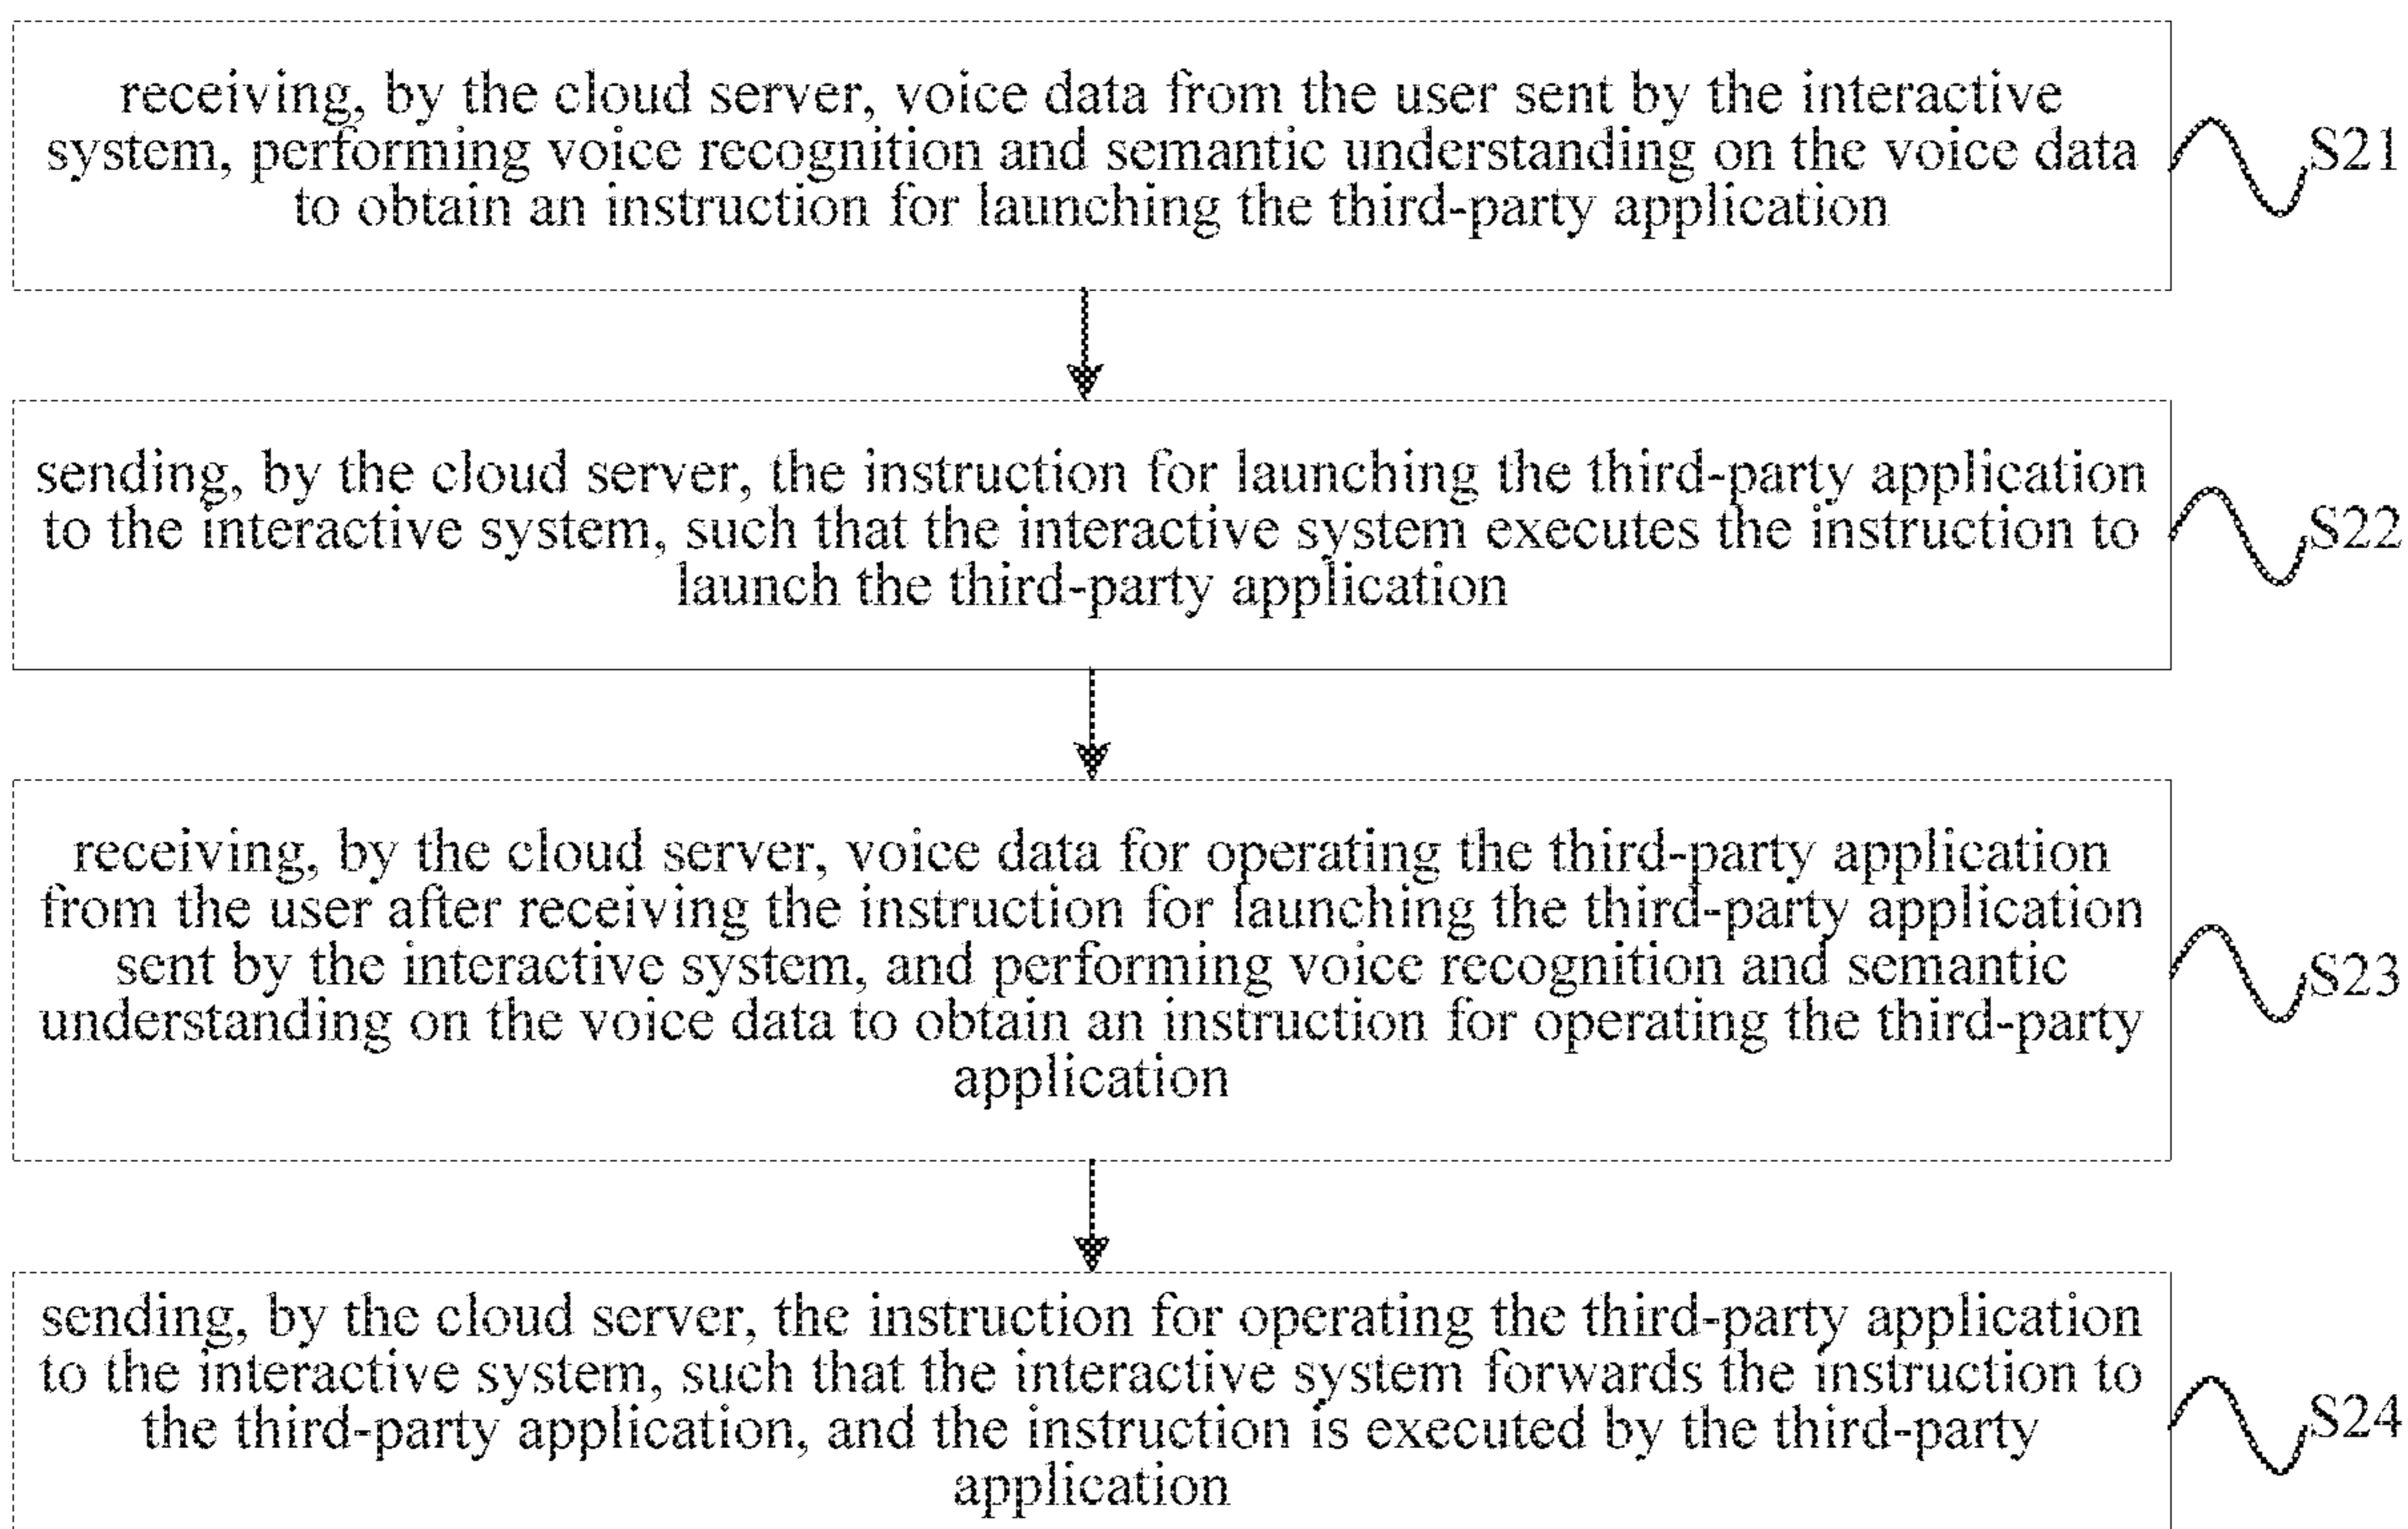 receiving, by the cloud server, voice data from the user sent by the interactive
system, performing voice recognition and semantic understanding on the voice data
to obtain an instruction for launching the third-party application
S21
sending, by the cloud server, the instruction for launching the third-party application
to the interactive system, such that the interactive system executes the instruction to
launch the third-party application
S22
receiving, by the cloud server, voice data for operating the third-party application
from the user after receiving the instruction for launching the third-party application
sent by the interactive system, and performing voice recognition and semantic
understanding on the voice data to obtain an instruction for operating the third-party
application
S23
sending, by the cloud server, the instruction for operating the third-party application
to the interactive system, such that the interactive system forwards the instruction to
the third-party application, and the instruction is executed by the third-party
application
S24